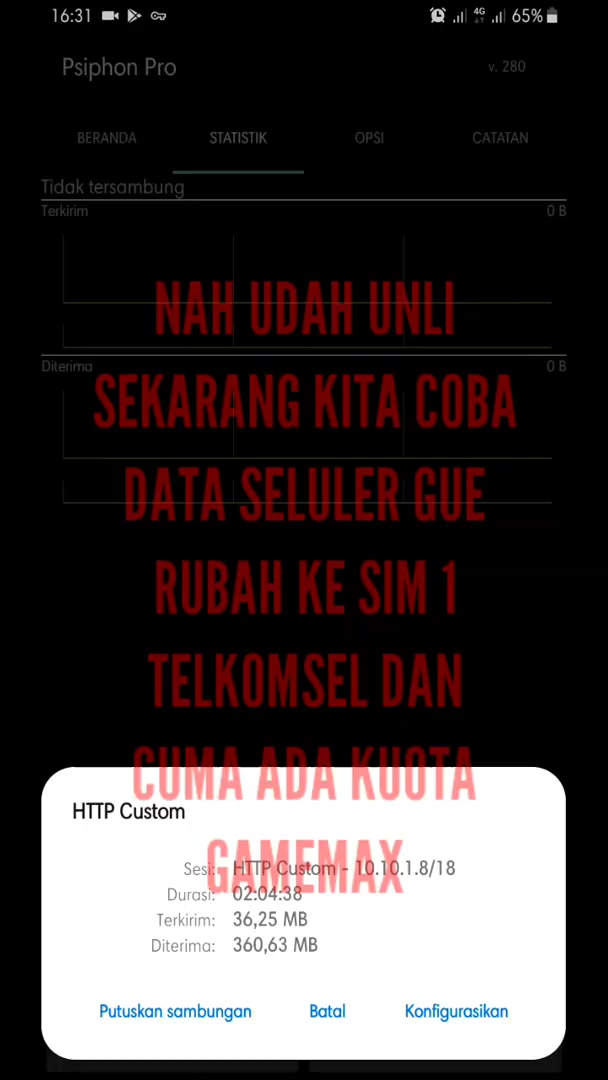 16:31
4G
65%
Psiphon Pro
v. 280
BERANDA
STATISTIK
OPSI
CATATAN
Tidak tersambung
Terkirim
0 B
NAH UDAH UNLI
Diterima
0 B
SEKARANG KITA COBA
DATA SELULER GUE
RUBAH KE SIM 1
TELKOMSEL DAN
CUMA ADA KUOTA
GAMEMAX
HTTP Custom
Sesi: HTTP Custom - 10.10.1.8/18
Durasi: 02:04:38
Terkirim: 36,25 MB
Diterima: 360,63 MB
Putuskan sambungan
Batal
Konfigurasikan